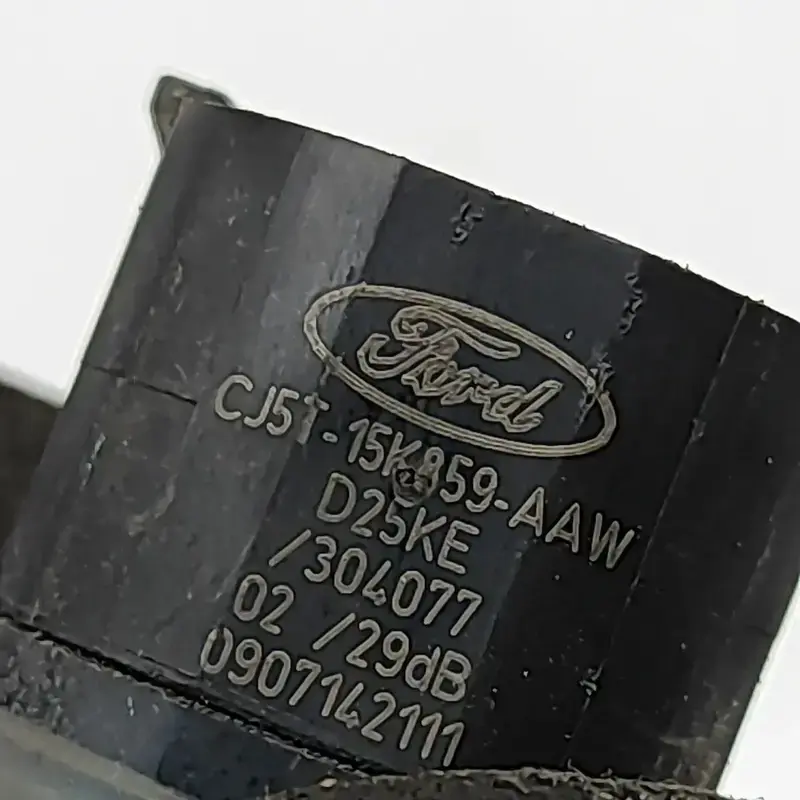 Ford
CJ5T-15K859-AAW
D25KE
/304077
02 /29dB
0907142111